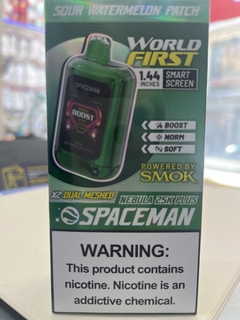 SOUR WATERMELON PATCH
WORLD
FIRST
1.44
INCHES
SMART
SCREEN
SPACEMAN
BOOST
BOOST
NORM
SOFT
POWERED BY
SMOK
X2 DUAL MESHED
NEBULA 25K PLUS
SPACEMAN
WARNING:
This product contains
nicotine. Nicotine is an
addictive chemical.